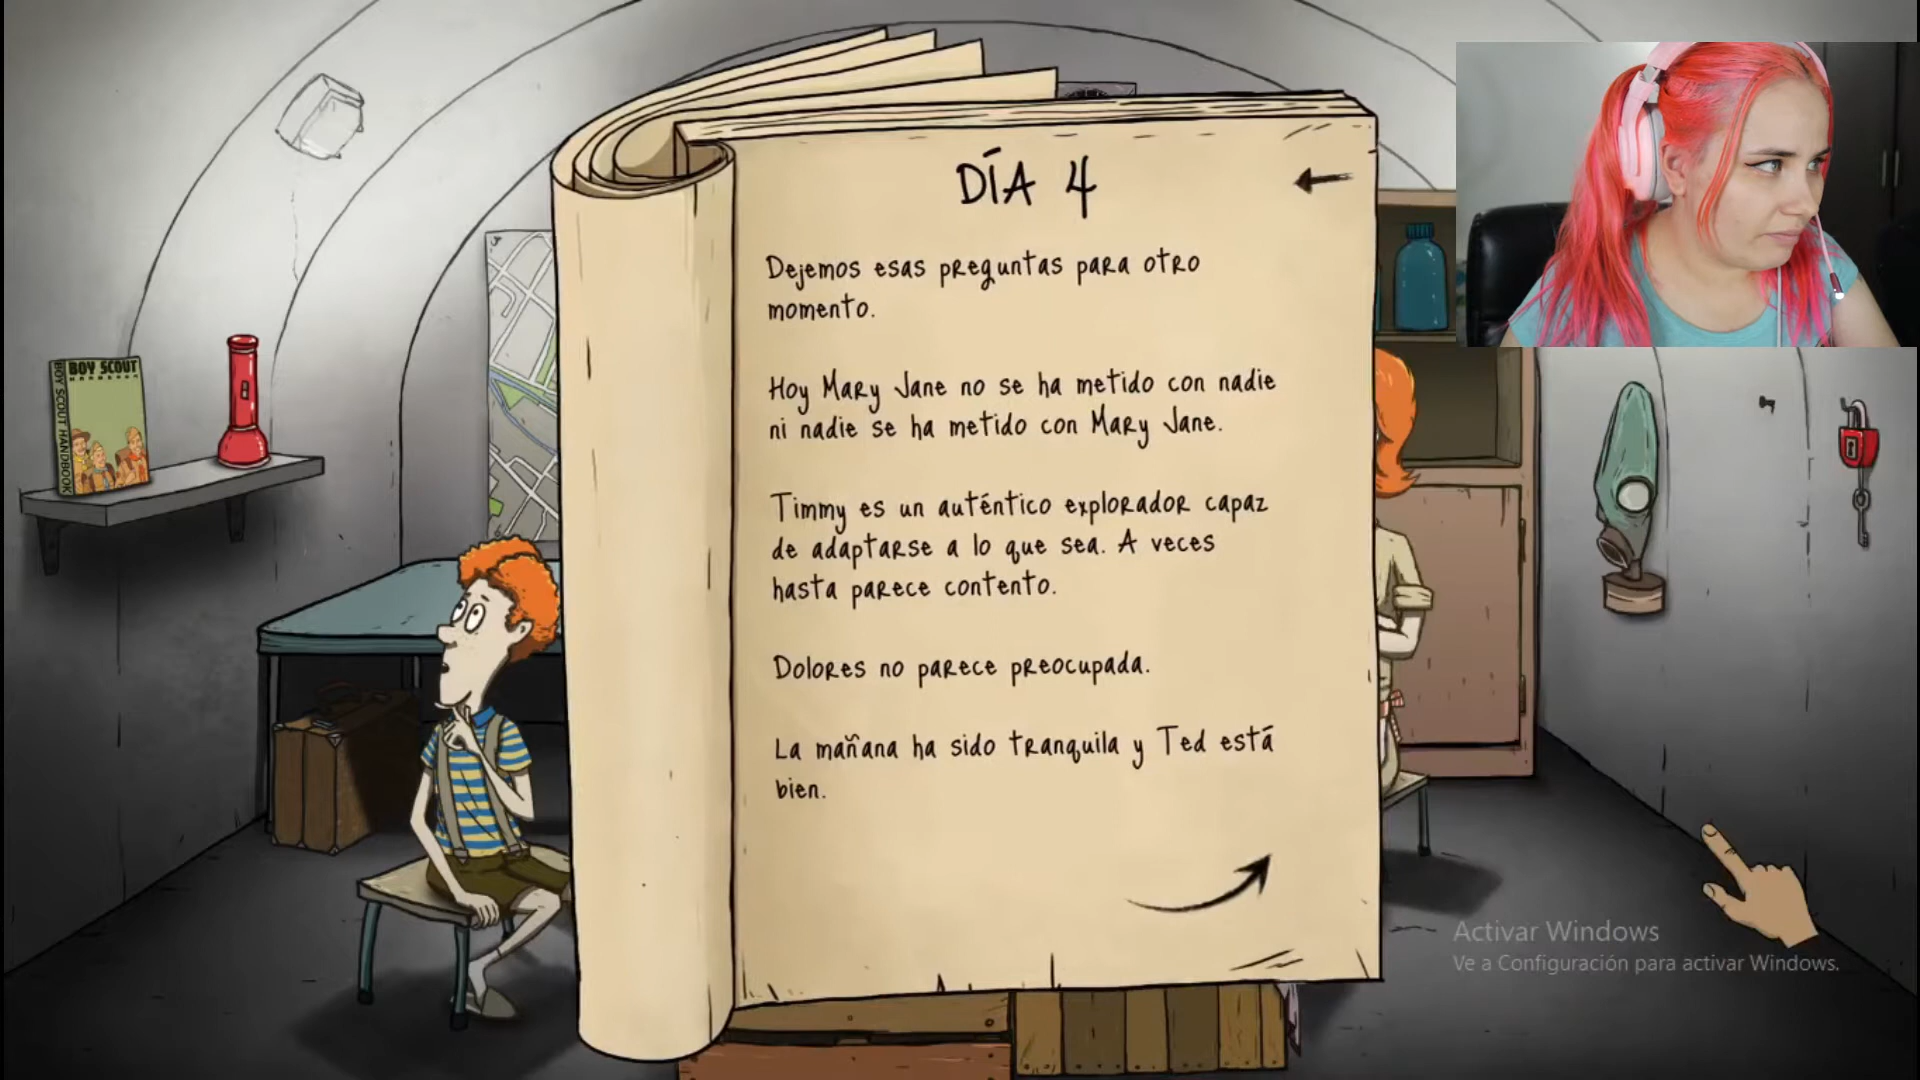 DÍA 4
Dejemos esas preguntas para otro
momento.
Hoy Mary Jane no se ha metido con nadie
ni nadie se ha metido con Mary Jane.
Timmy es un auténtico explorador capaz
de adaptarse a lo que sea. A veces
hasta parece contento.
Dolores no parece preocupada.
La mañana ha sido tranquila y Ted está
bien.
BOY SCOUT
HANDBOOK
BOY SCOUT HANDBOOK
Activar Windows
Ve a Configuración para activar Windows.